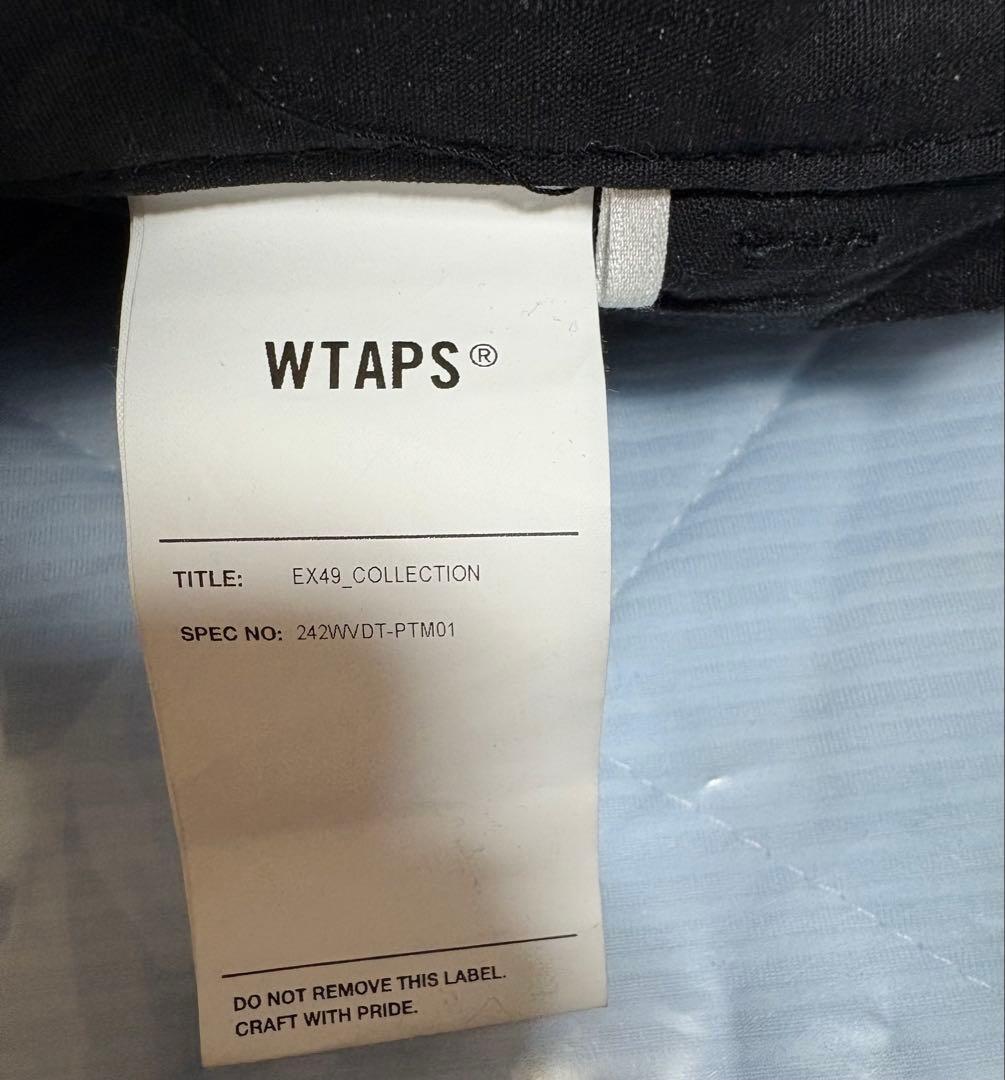 WTAPS®
TITLE: EX49_COLLECTION
SPEC NO: 242WVDT-PTM01
DO NOT REMOVE THIS LABEL.
CRAFT WITH PRIDE.